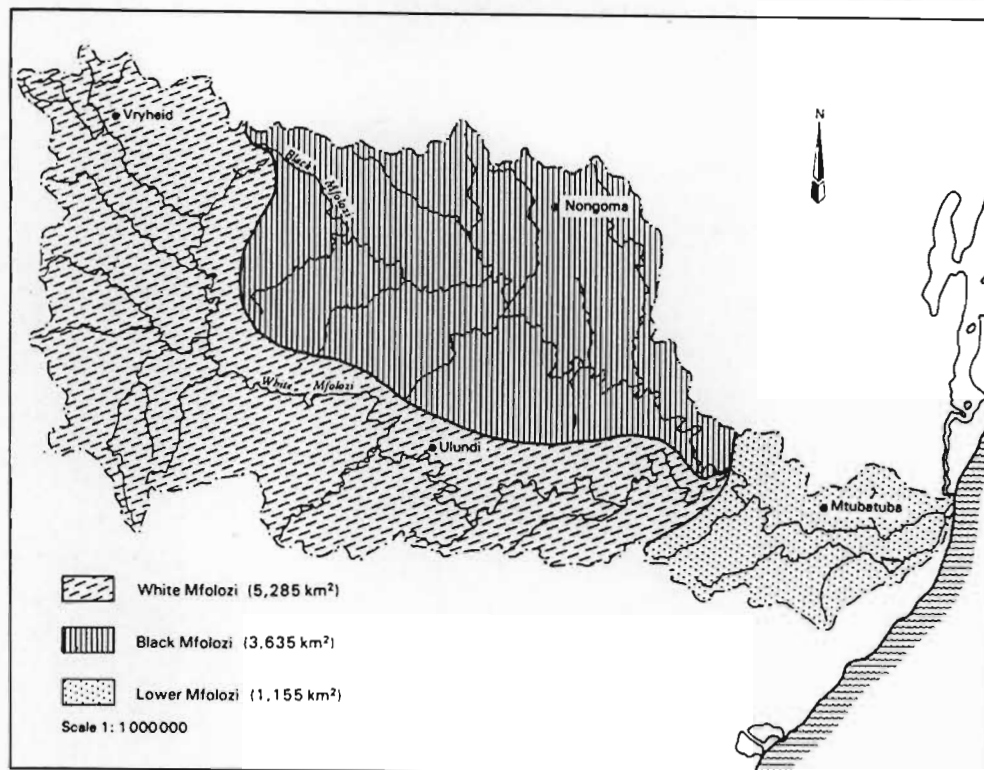 Vryheid
N
Black Mfolozi
Nongoma
White Mfolozi
Ulundi
Mtubatuba
White Mfolozi (5,285 km²)
Black Mfolozi (3,635 km²)
Lower Mfolozi (1,155 km²)
Scale 1: 1000000